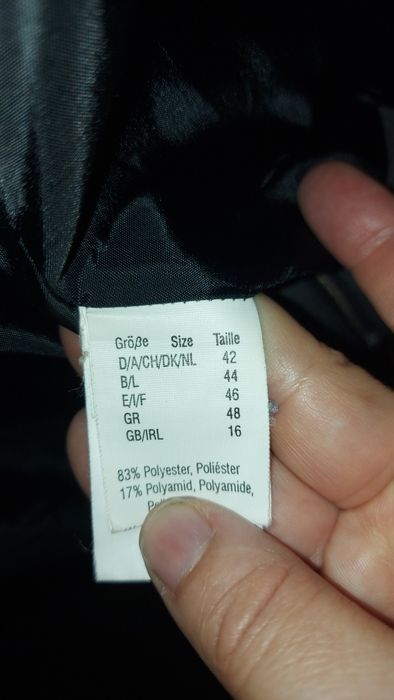 Größe Size Taille
D/A/CH/DK/NL 42
B/L 44
E/I/F 46
GR 48
GB/IRL 16
83% Polyester, Poliéster
17% Polyamid, Polyamide,